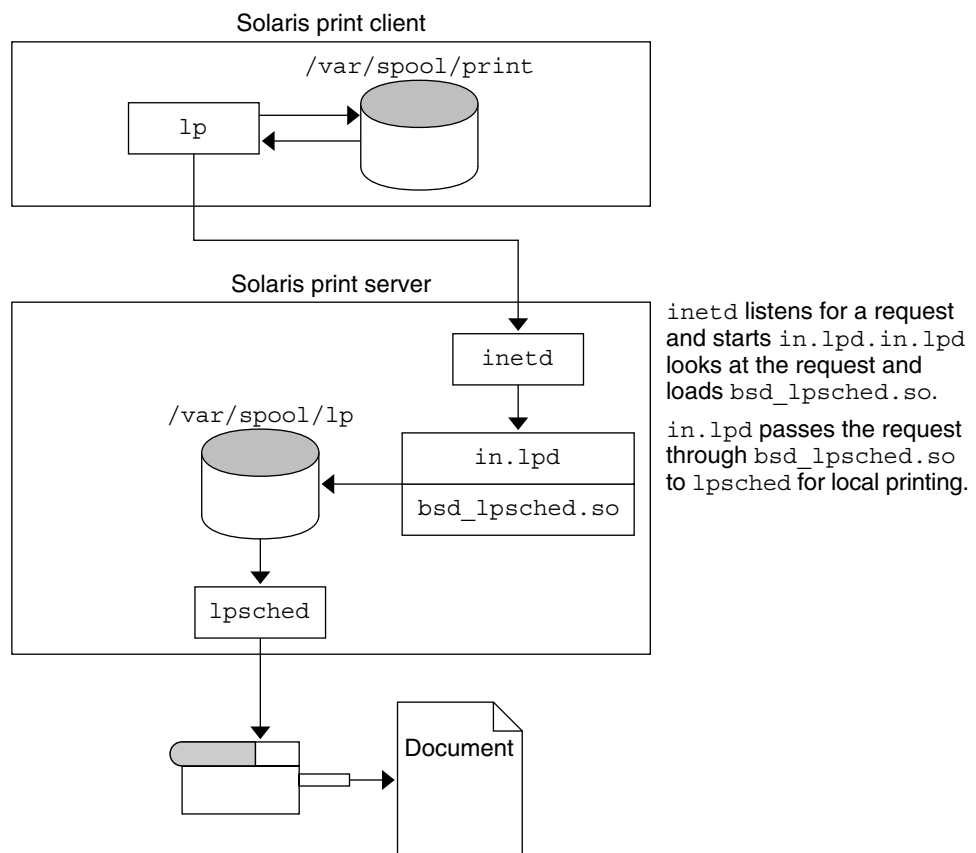 Solaris print client
/var/spool/print
lp
Solaris print server
inetd
/var/spool/lp
in.lpd
bsd_lpsched.so
lpsched
Document
inetd listens for a request
and starts in.lpd.in.lpd
looks at the request and
loads bsd_lpsched.so.
in.lpd passes the request
through bsd_lpsched.so
to lpsched for local printing.